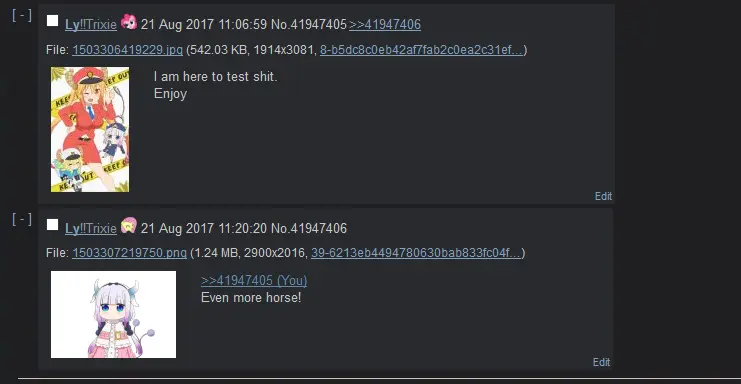 [ - ]
Ly!!Trixie 21 Aug 2017 11:06:59 No.41947405 >>41947406
File: 1503306419229.jpg (542.03 KB, 1914x3081, 8-b5dc8c0eb42af7fab2c0ea2c31ef...)
I am here to test shit.
Enjoy
KEEP OUT
KEEP OUT
Edit
[ - ]
Ly!!Trixie 21 Aug 2017 11:20:20 No.41947406
File: 1503307219750.png (1.24 MB, 2900x2016, 39-6213eb4494780630bab833fc04f...)
>>41947405 (You)
Even more horse!
Edit